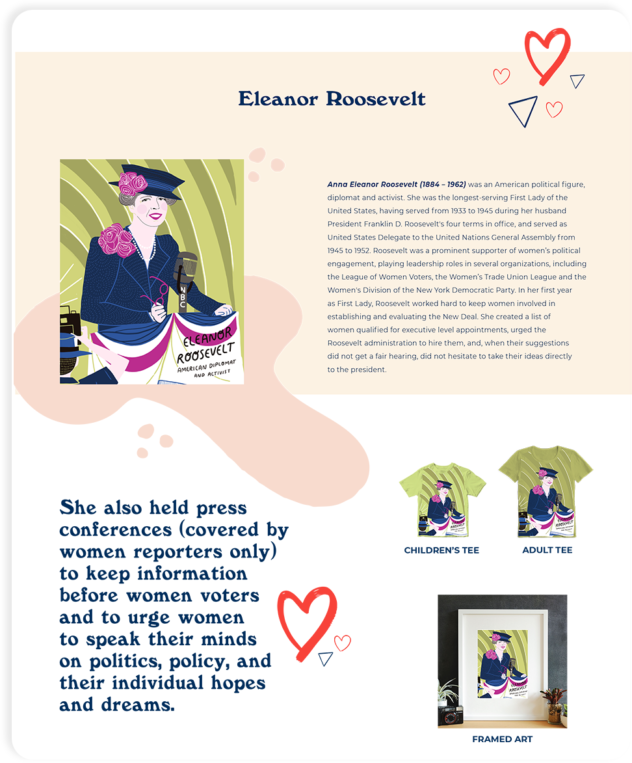 Eleanor Roosevelt
Anna Eleanor Roosevelt (1884 – 1962) was an American political figure,
diplomat and activist. She was the longest-serving First Lady of the
United States, having served from 1933 to 1945 during her husband
President Franklin D. Roosevelt's four terms in office, and served as
United States Delegate to the United Nations General Assembly from
1945 to 1952. Roosevelt was a prominent supporter of women's political
engagement, playing leadership roles in several organizations, including
the League of Women Voters, the Women's Trade Union League and the
Women's Division of the New York Democratic Party. In her first year
as First Lady, Roosevelt worked hard to keep women involved in
establishing and evaluating the New Deal. She created a list of
women qualified for executive level appointments, urged the
Roosevelt administration to hire them, and, when their suggestions
did not get a fair hearing, did not hesitate to take their ideas directly
to the president.
NBC
ELEANOR
ROOSEVELT
AMERICAN DIPLOMAT
AND ACTIVIST
She also held press
conferences (covered by
women reporters only)
to keep information
before women voters
and to urge women
to speak their minds
on politics, policy, and
their individual hopes
and dreams.
CHILDREN'S TEE
ADULT TEE
ROOSEVELT
FRAMED ART